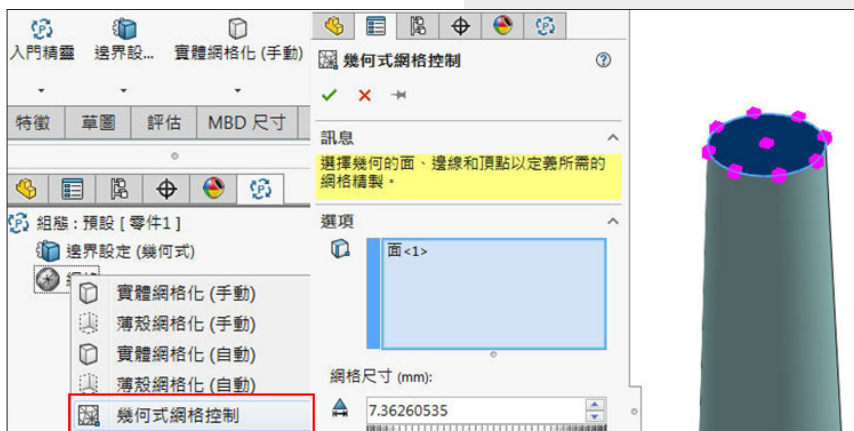 入門精靈
邊界設...
實體網格化 (手動)
特徵
草圖
評估
MBD 尺寸
組態 : 預設 [ 零件1 ]
邊界設定 (幾何式)
實體網格化 (手動)
薄殼網格化 (手動)
實體網格化 (自動)
薄殼網格化 (自動)
幾何式網格控制
幾何式網格控制
訊息
選擇幾何的面、邊線和頂點以定義所需的
網格精製。
選項
面<1>
網格尺寸 (mm):
7.36260535